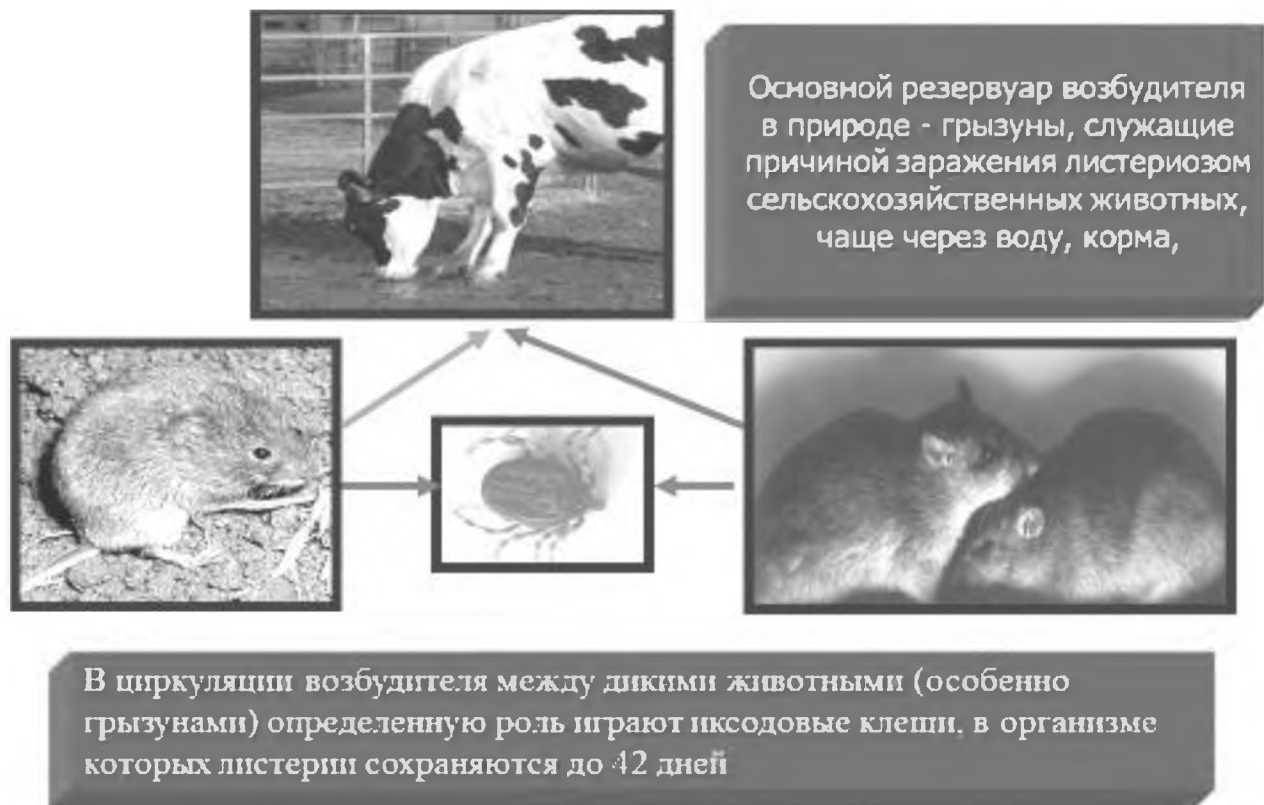 Основной резервуар возбудителя
в природе - грызуны, служащие
причиной заражения листериозом
сельскохозяйственных животных,
чаще через воду, корма,
В циркуляции возбудителя между дикими животными (особенно
грызунами) определенную роль играют иксодовые клещи, в организме
которых листерии сохраняются до 42 дней